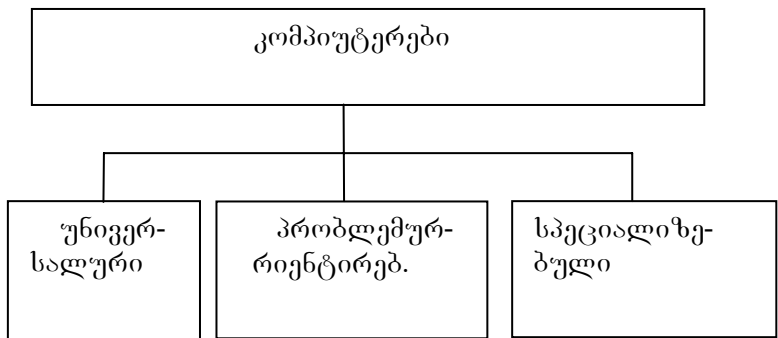 კომპიუტერები
უნივერ-
სალური
პრობლემურ-
რიენტირებ.
სპეციალიზე-
ბული